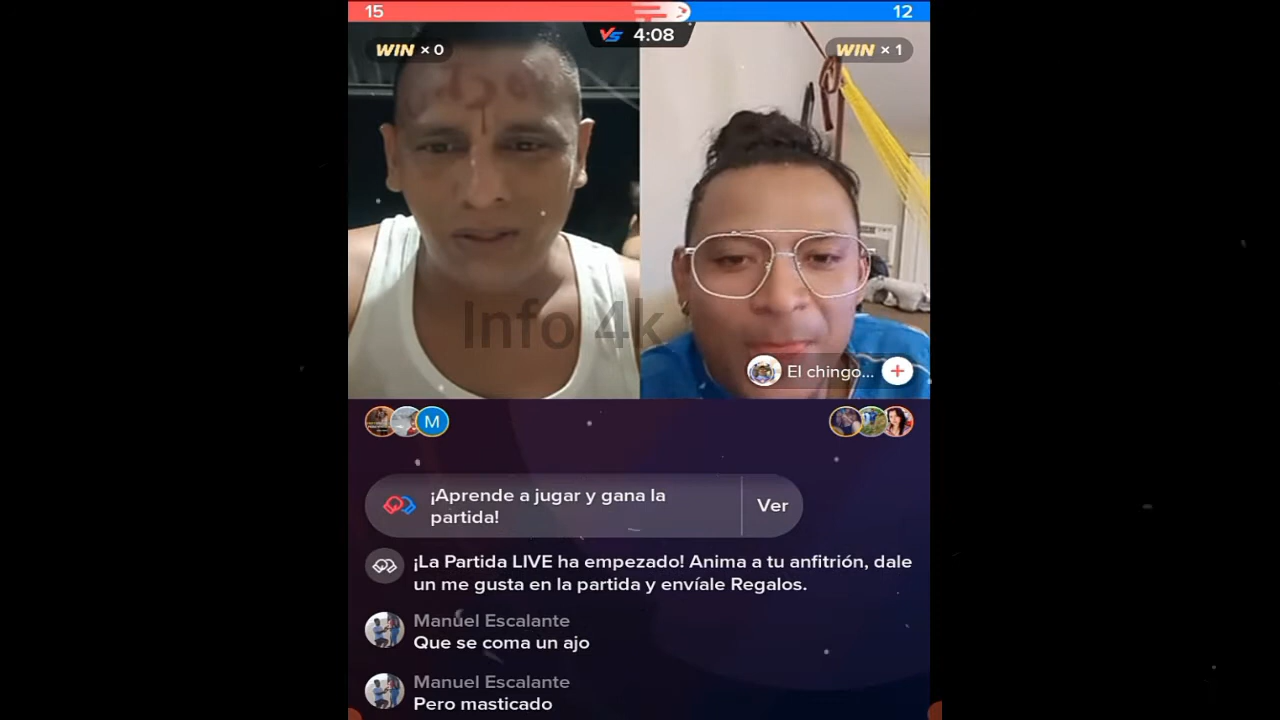 15
12
VS 4:08
WIN × 0
WIN × 1
Info 4k
El chingo...
M
¡Aprende a jugar y gana la
partida!
Ver
¡La Partida LIVE ha empezado! Anima a tu anfitrión, dale
un me gusta en la partida y envíale Regalos.
Manuel Escalante
Que se coma un ajo
Manuel Escalante
Pero masticado